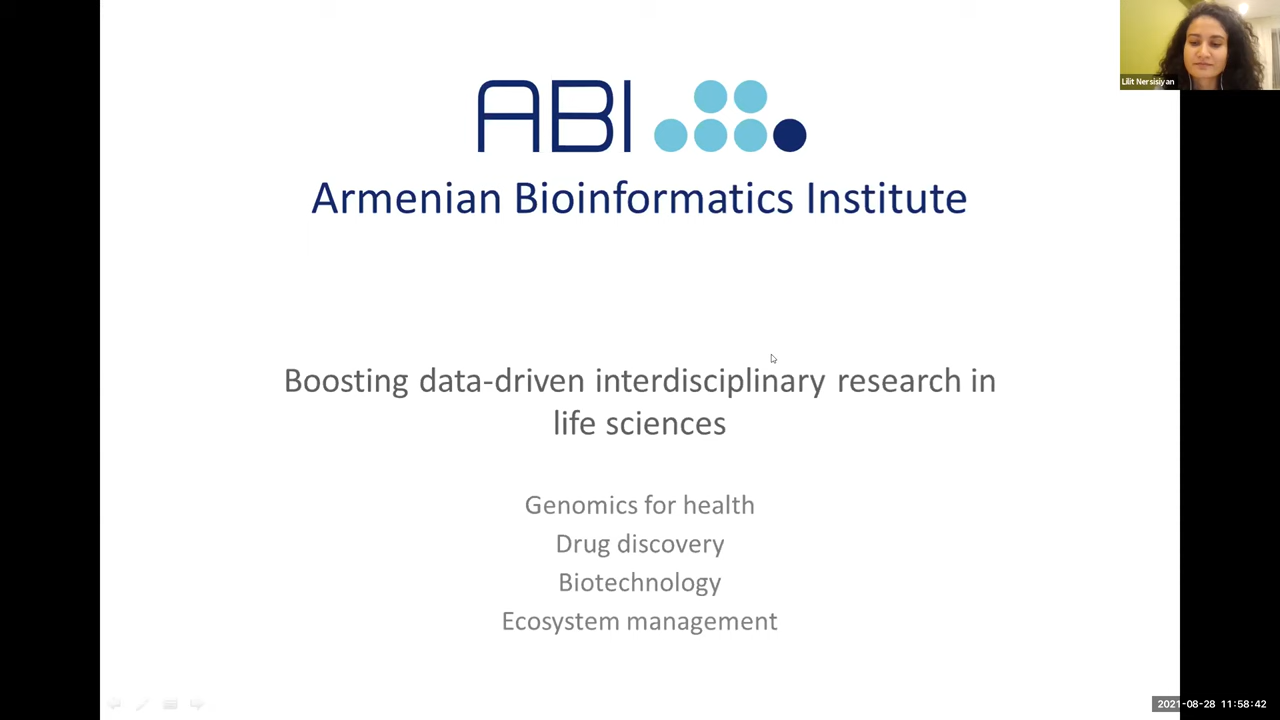 Lilit Nersisiyan
ABI
Armenian Bioinformatics Institute
Boosting data-driven interdisciplinary research in
life sciences
Genomics for health
Drug discovery
Biotechnology
Ecosystem management
2021-08-28 11:58:42